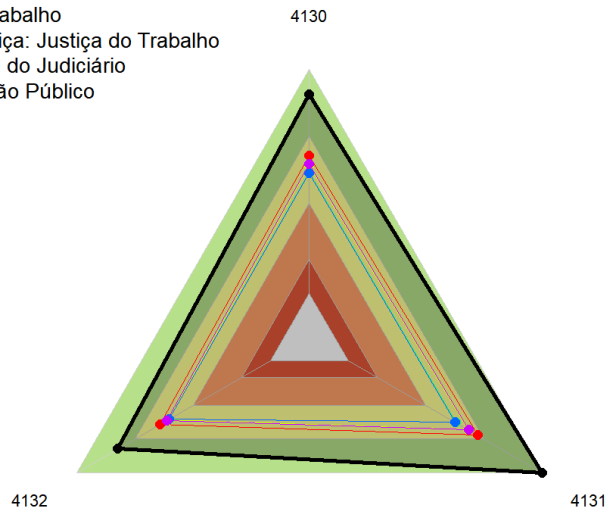 abalho
4130
iça: Justiça do Trabalho
do Judiciário
ão Público
4132
4131